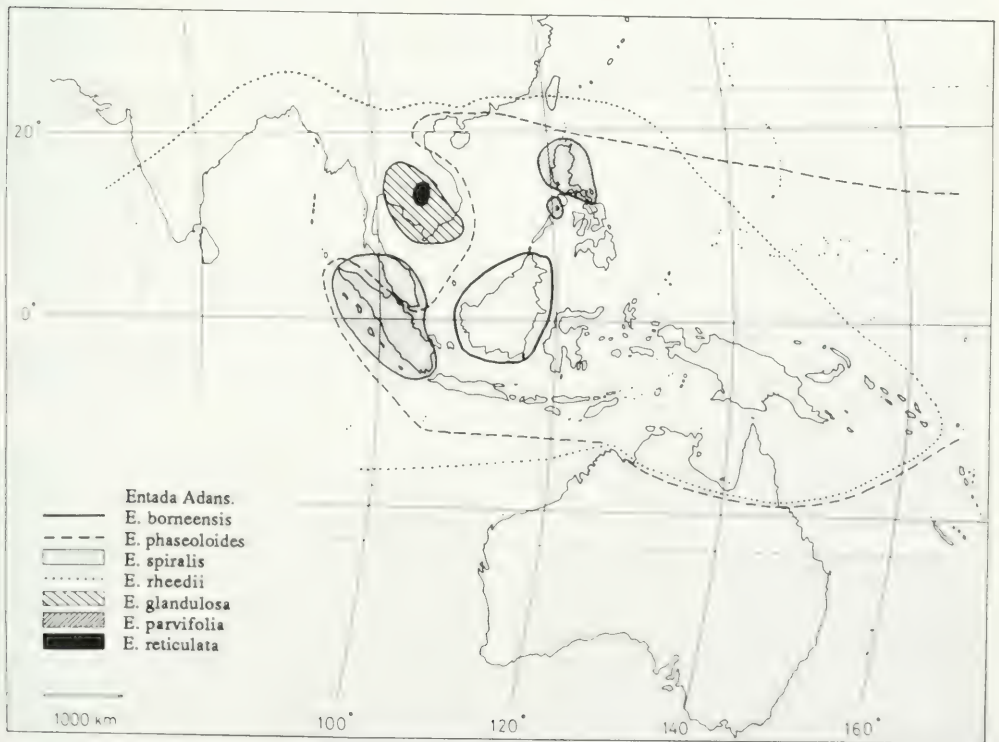 20°
0°
Entada Adans.
E. borneensis
E. phaseoloides
E. spiralis
E. rheedii
E. glandulosa
E. parvifolia
E. reticulata
1000 km
100° 120° 140° 160°